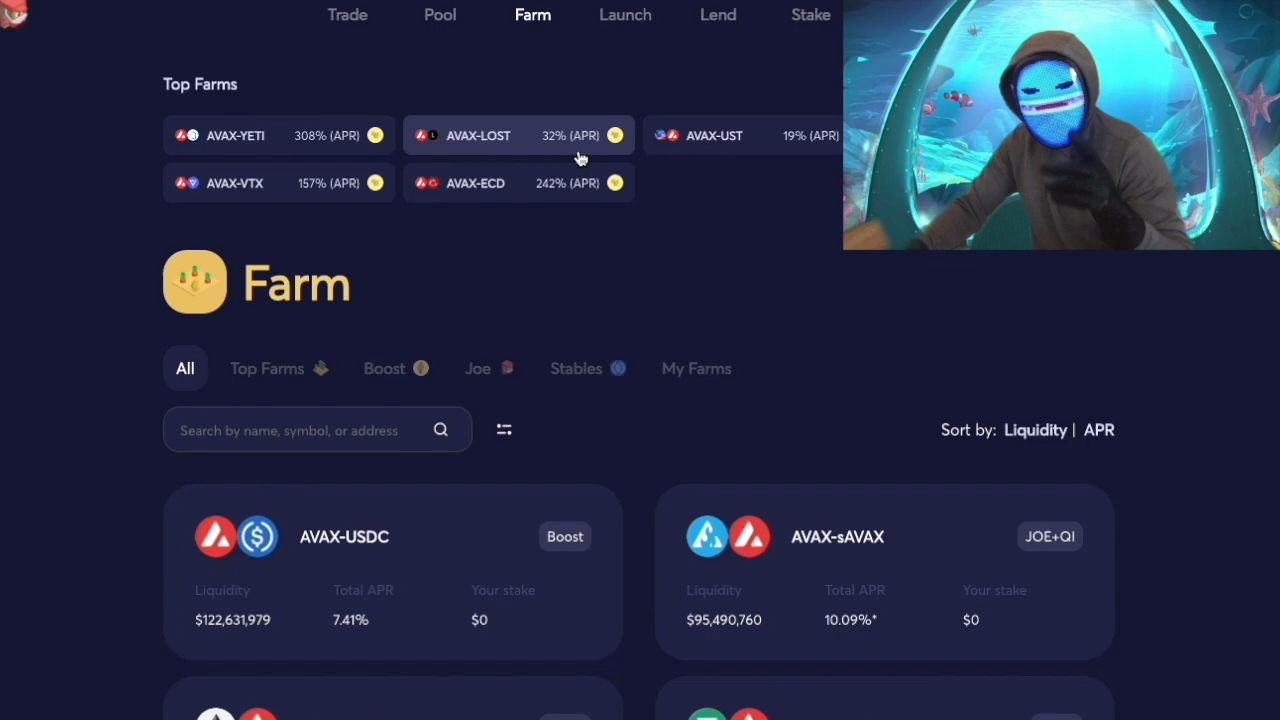 Trade Pool Farm Launch Lend Stake
Top Farms
AVAX-YETI 308% (APR) AVAX-LOST 32% (APR) AVAX-UST 19% (APR)
AVAX-VTX 157% (APR) AVAX-ECD 242% (APR)
Farm
All Top Farms Boost Joe Stables My Farms
Search by name, symbol, or address Sort by: Liquidity | APR
AVAX-USDC Boost AVAX-sAVAX JOE+QI
Liquidity Total APR Your stake Liquidity Total APR Your stake
$122,631,979 7.41% $0 $95,490,760 10.09%* $0